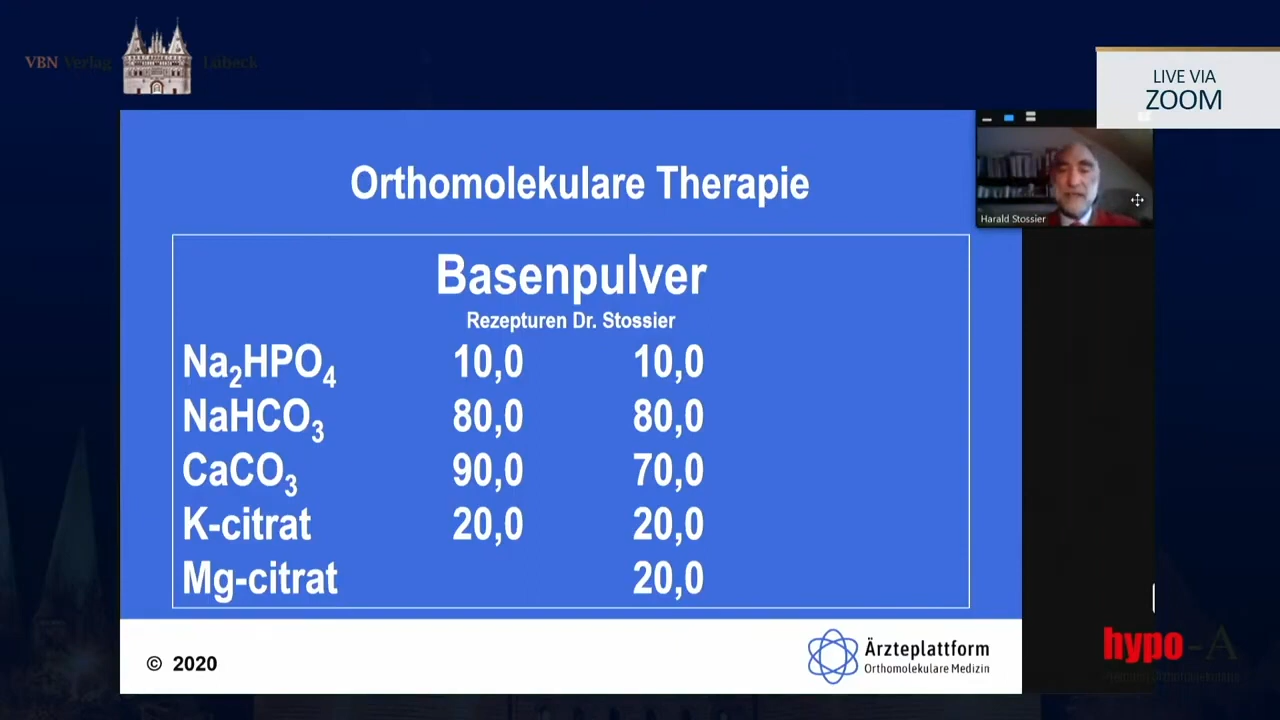 VBN Verlag Lübeck
LIVE VIA
ZOOM
Harald Stossier
Orthomolekulare Therapie
Basenpulver
Rezepturen Dr. Stossier
Na₂HPO₄ 10,0 10,0
NaHCO₃ 80,0 80,0
CaCO₃ 90,0 70,0
K-citrat 20,0 20,0
Mg-citrat 20,0
© 2020
Ärzteplattform
Orthomolekulare Medizin
hypo-A